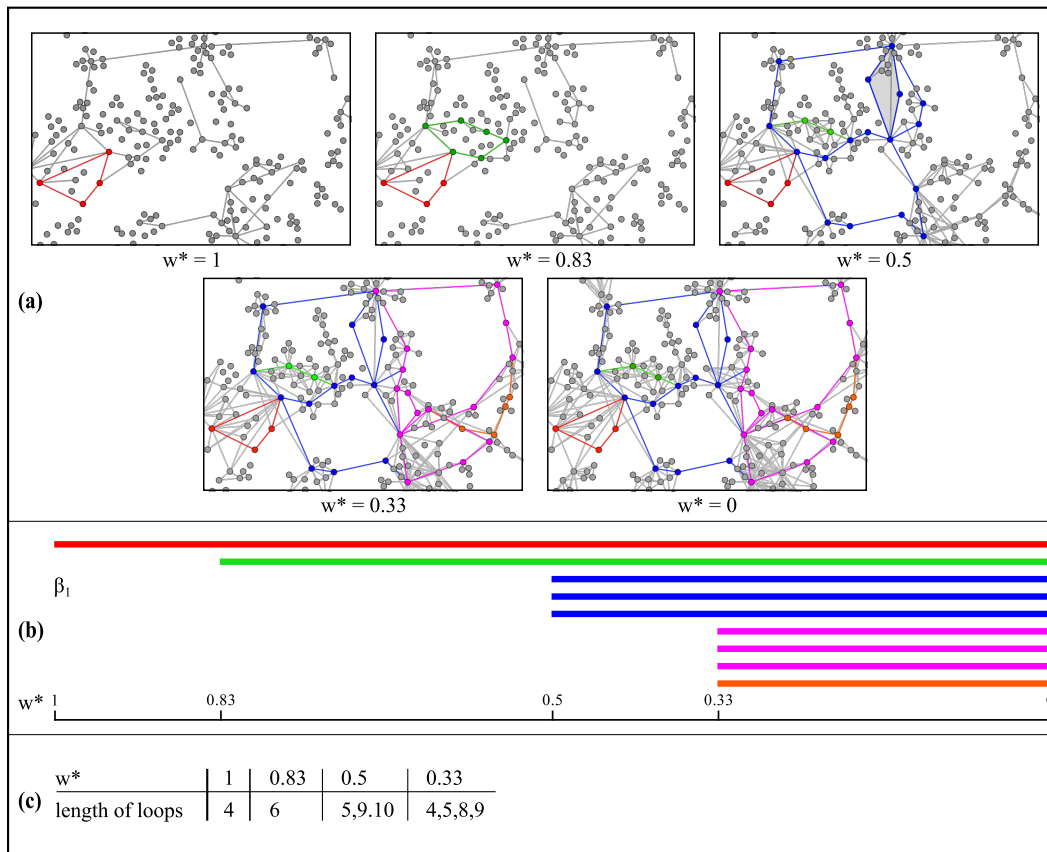 w* = 1
w* = 0.83
w* = 0.5
(a)
w* = 0.33
w* = 0
β1
(b)
w* 1 0.83 0.5 0.33
(c)
w* 1 0.83 0.5 0.33
length of loops 4 6 5,9.10 4,5,8,9